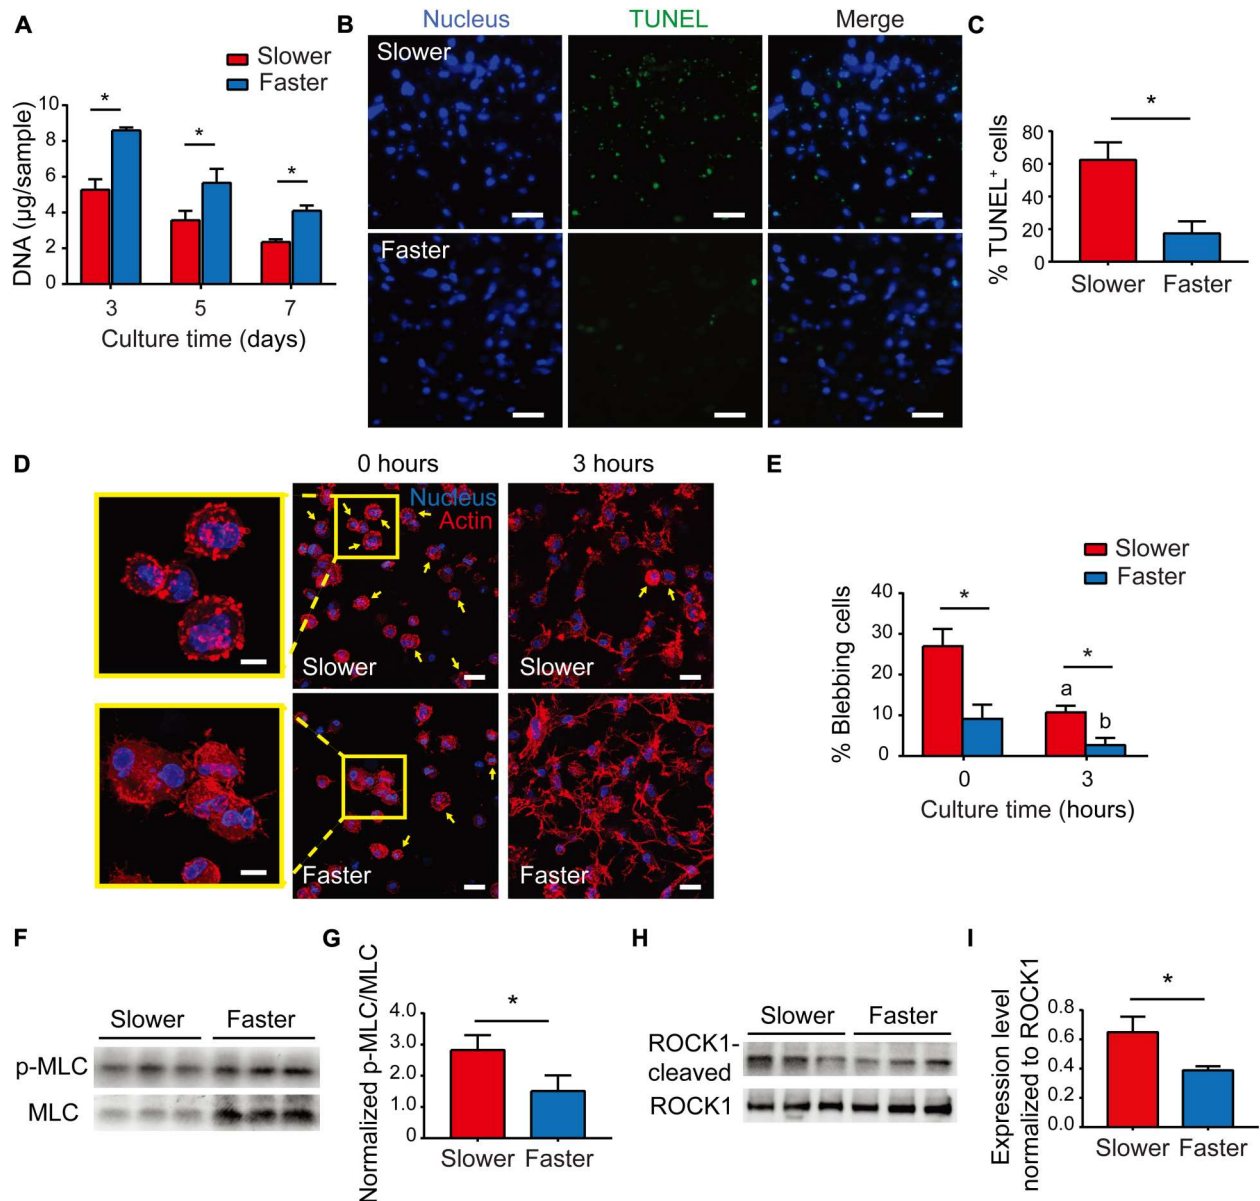 A
Slower
Faster
DNA (µg/sample)
10
8
6
4
2
0
*
*
*
3
5
7
Culture time (days)
B
Nucleus
TUNEL
Merge
Slower
Faster
C
% TUNEL+ cells
80
60
40
20
0
*
Slower
Faster
D
0 hours
3 hours
Nucleus
Actin
Slower
Slower
Faster
Faster
E
Slower
Faster
% Blebbing cells
40
30
20
10
0
*
*
a
b
0
3
Culture time (hours)
F
Slower
Faster
p-MLC
MLC
G
Normalized p-MLC/MLC
4.0
3.0
2.0
1.0
0
*
Slower
Faster
H
Slower
Faster
ROCK1-
cleaved
ROCK1
I
Expression level
normalized to ROCK1
0.8
0.6
0.4
0.2
0
*
Slower
Faster